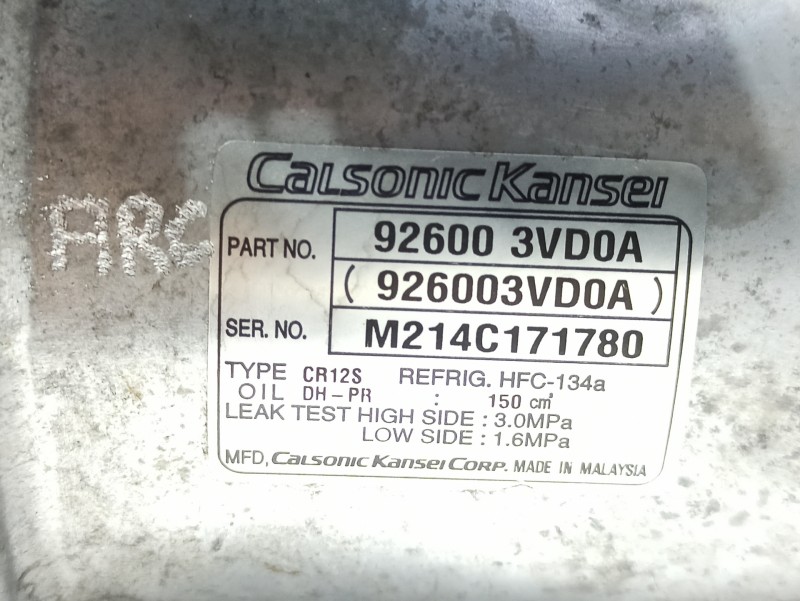 CALSONIC KANSEI
ARC
PART NO. 92600 3VD0A
( 926003VD0A )
SER. NO. M214C171780
TYPE CR12S REFRIG. HFC-134a
OIL DH-PR : 150 cm³
LEAK TEST HIGH SIDE : 3.0MPa
LOW SIDE : 1.6MPa
MFD, CALSONIC KANSEI CORP. MADE IN MALAYSIA